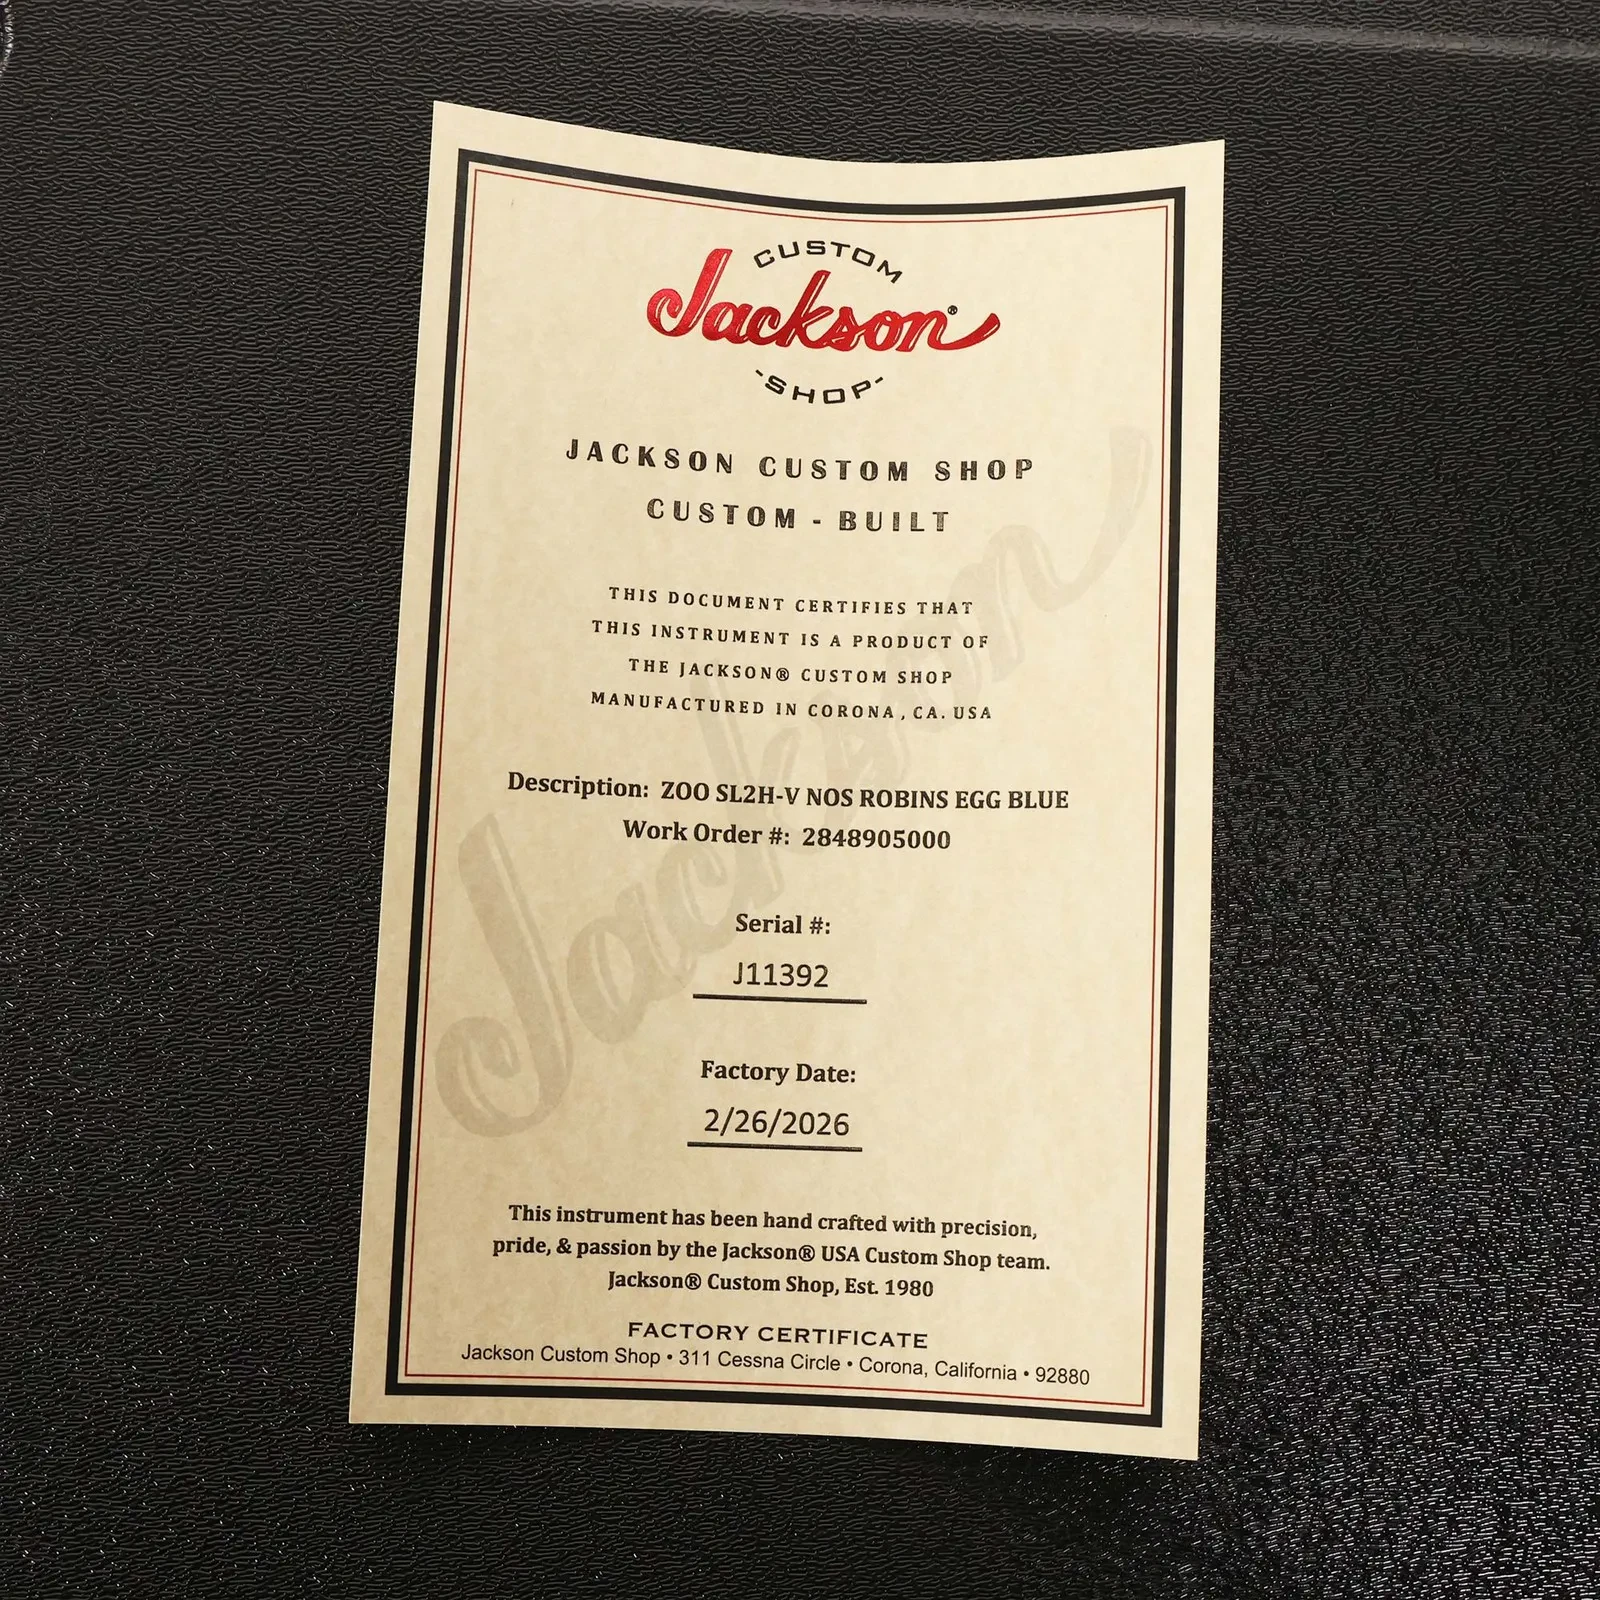 CUSTOM
Jackson®
-SHOP-
JACKSON CUSTOM SHOP
CUSTOM - BUILT
THIS DOCUMENT CERTIFIES THAT
THIS INSTRUMENT IS A PRODUCT OF
THE JACKSON® CUSTOM SHOP
MANUFACTURED IN CORONA, CA. USA
Jackson
Description: ZOO SL2H-V NOS ROBINS EGG BLUE
Work Order #: 2848905000
Serial #:
J11392
Factory Date:
2/26/2026
This instrument has been hand crafted with precision,
pride, & passion by the Jackson® USA Custom Shop team.
Jackson® Custom Shop, Est. 1980
FACTORY CERTIFICATE
Jackson Custom Shop • 311 Cessna Circle • Corona, California • 92880